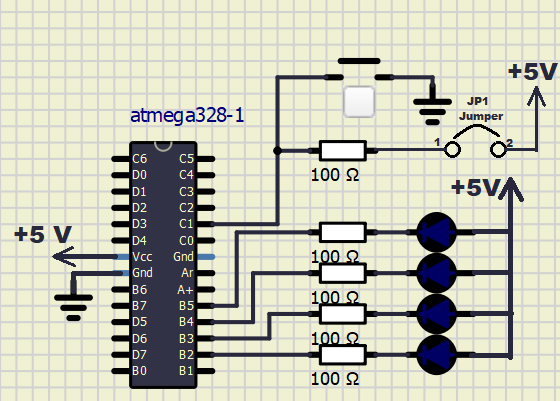 +5V
JP1
Jumper
1
2
atmega328-1
100 Ω
+5V
+5 V
C6 C5
D0 C4
D1 C3
D2 C2
D3 C1
D4 C0
Vcc Gnd
Gnd Ar
B6 A+
B7 B5
D5 B4
D6 B3
D7 B2
B0 B1
100 Ω
100 Ω
100 Ω
100 Ω